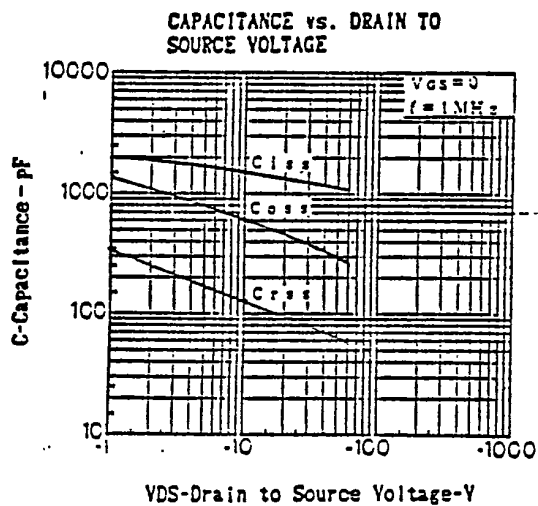 CAPACITANCE vs. DRAIN TO
SOURCE VOLTAGE
10000
1000
100
10
C-Capacitance-pF
VGS=0
f=1MHz
Ciss
Coss
Crss
-1
-10
-100
-1000
VDS-Drain to Source Voltage-V